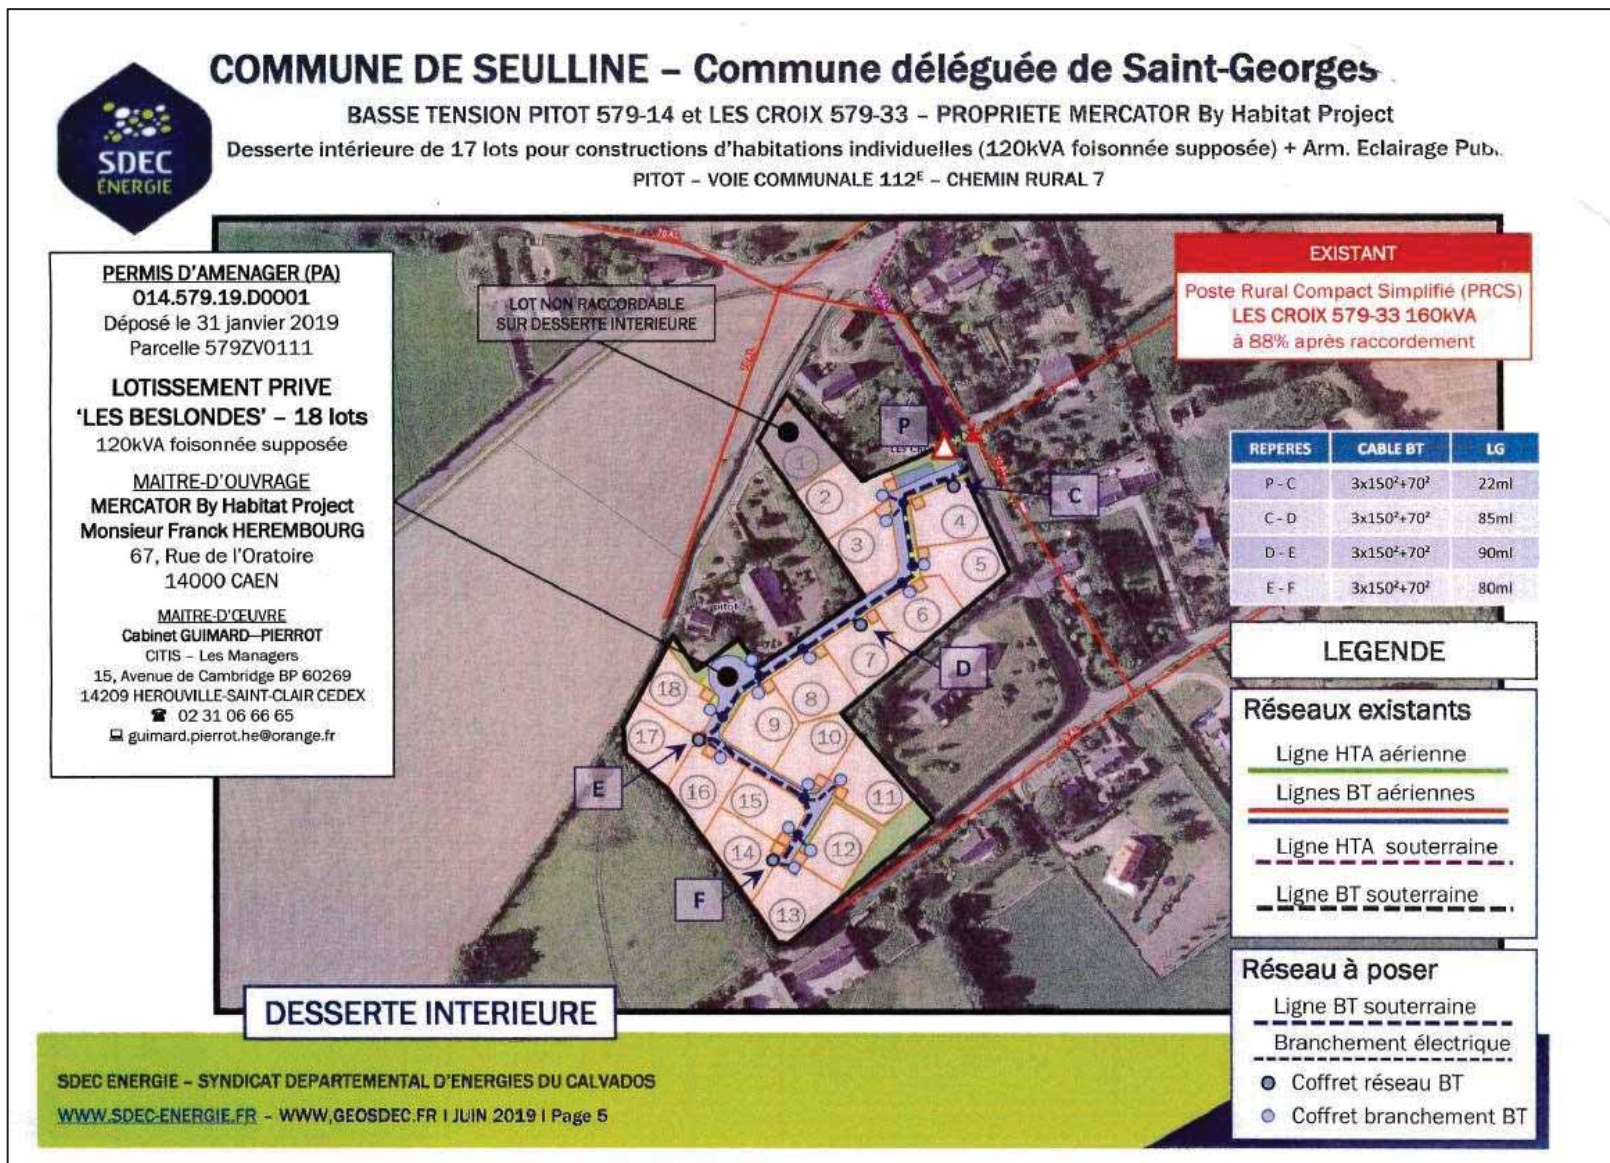 COMMUNE DE SEULLINE – Commune déléguée de Saint-Georges
BASSE TENSION PITOT 579-14 et LES CROIX 579-33 – PROPRIETE MERCATOR By Habitat Project
Desserte intérieure de 17 lots pour constructions d'habitations individuelles (120kVA foisonnée supposée) + Arm. Eclairage Pub.
PITOT – VOIE COMMUNALE 112E – CHEMIN RURAL 7
SDEC
ÉNERGIE
PERMIS D'AMENAGER (PA)
014.579.19.D0001
Déposé le 31 janvier 2019
Parcelle 579ZV0111
LOTISSEMENT PRIVE
'LES BESLONDES' – 18 lots
120kVA foisonnée supposée
MAITRE-D'OUVRAGE
MERCATOR By Habitat Project
Monsieur Franck HEREMBOURG
67, Rue de l'Oratoire
14000 CAEN
MAITRE-D'ŒUVRE
Cabinet GUIMARD–PIERROT
CITIS – Les Managers
15, Avenue de Cambridge BP 60269
14209 HEROUVILLE-SAINT-CLAIR CEDEX
☎ 02 31 06 66 65
guimard.pierrot.he@orange.fr
LOT NON RACCORDABLE
SUR DESSERTE INTERIEURE
P
C
D
E
F
pitot
1
2
3
4
5
6
7
8
9
10
11
12
13
14
15
16
17
18
EXISTANT
Poste Rural Compact Simplifié (PRCS)
LES CROIX 579-33 160kVA
à 88% après raccordement
REPERES CABLE BT LG
P - C 3x150²+70² 22ml
C - D 3x150²+70² 85ml
D - E 3x150²+70² 90ml
E - F 3x150²+70² 80ml
LEGENDE
Réseaux existants
Ligne HTA aérienne
Lignes BT aériennes
Ligne HTA souterraine
Ligne BT souterraine
Réseau à poser
Ligne BT souterraine
Branchement électrique
Coffret réseau BT
Coffret branchement BT
DESSERTE INTERIEURE
SDEC ENERGIE – SYNDICAT DEPARTEMENTAL D'ENERGIES DU CALVADOS
WWW.SDEC-ENERGIE.FR – WWW.GEOSDEC.FR I JUIN 2019 I Page 5